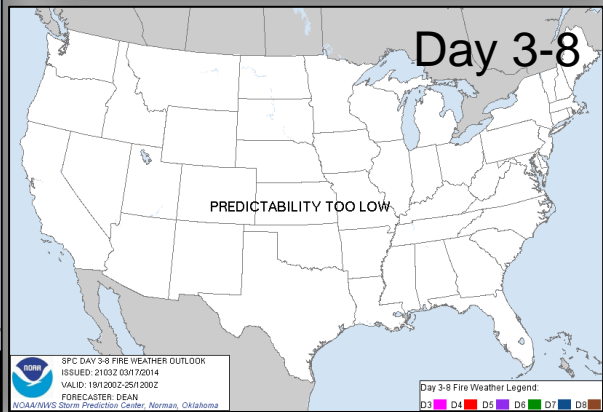 Day 3-8
PREDICTABILITY TOO LOW
NOAA
SPC DAY 3-8 FIRE WEATHER OUTLOOK
ISSUED: 2103Z 03/17/2014
VALID: 19/1200Z-25/1200Z
FORECASTER: DEAN
NOAA/NWS Storm Prediction Center, Norman, Oklahoma
Day 3-8 Fire Weather Legend:
D3 D4 D5 D6 D7 D8